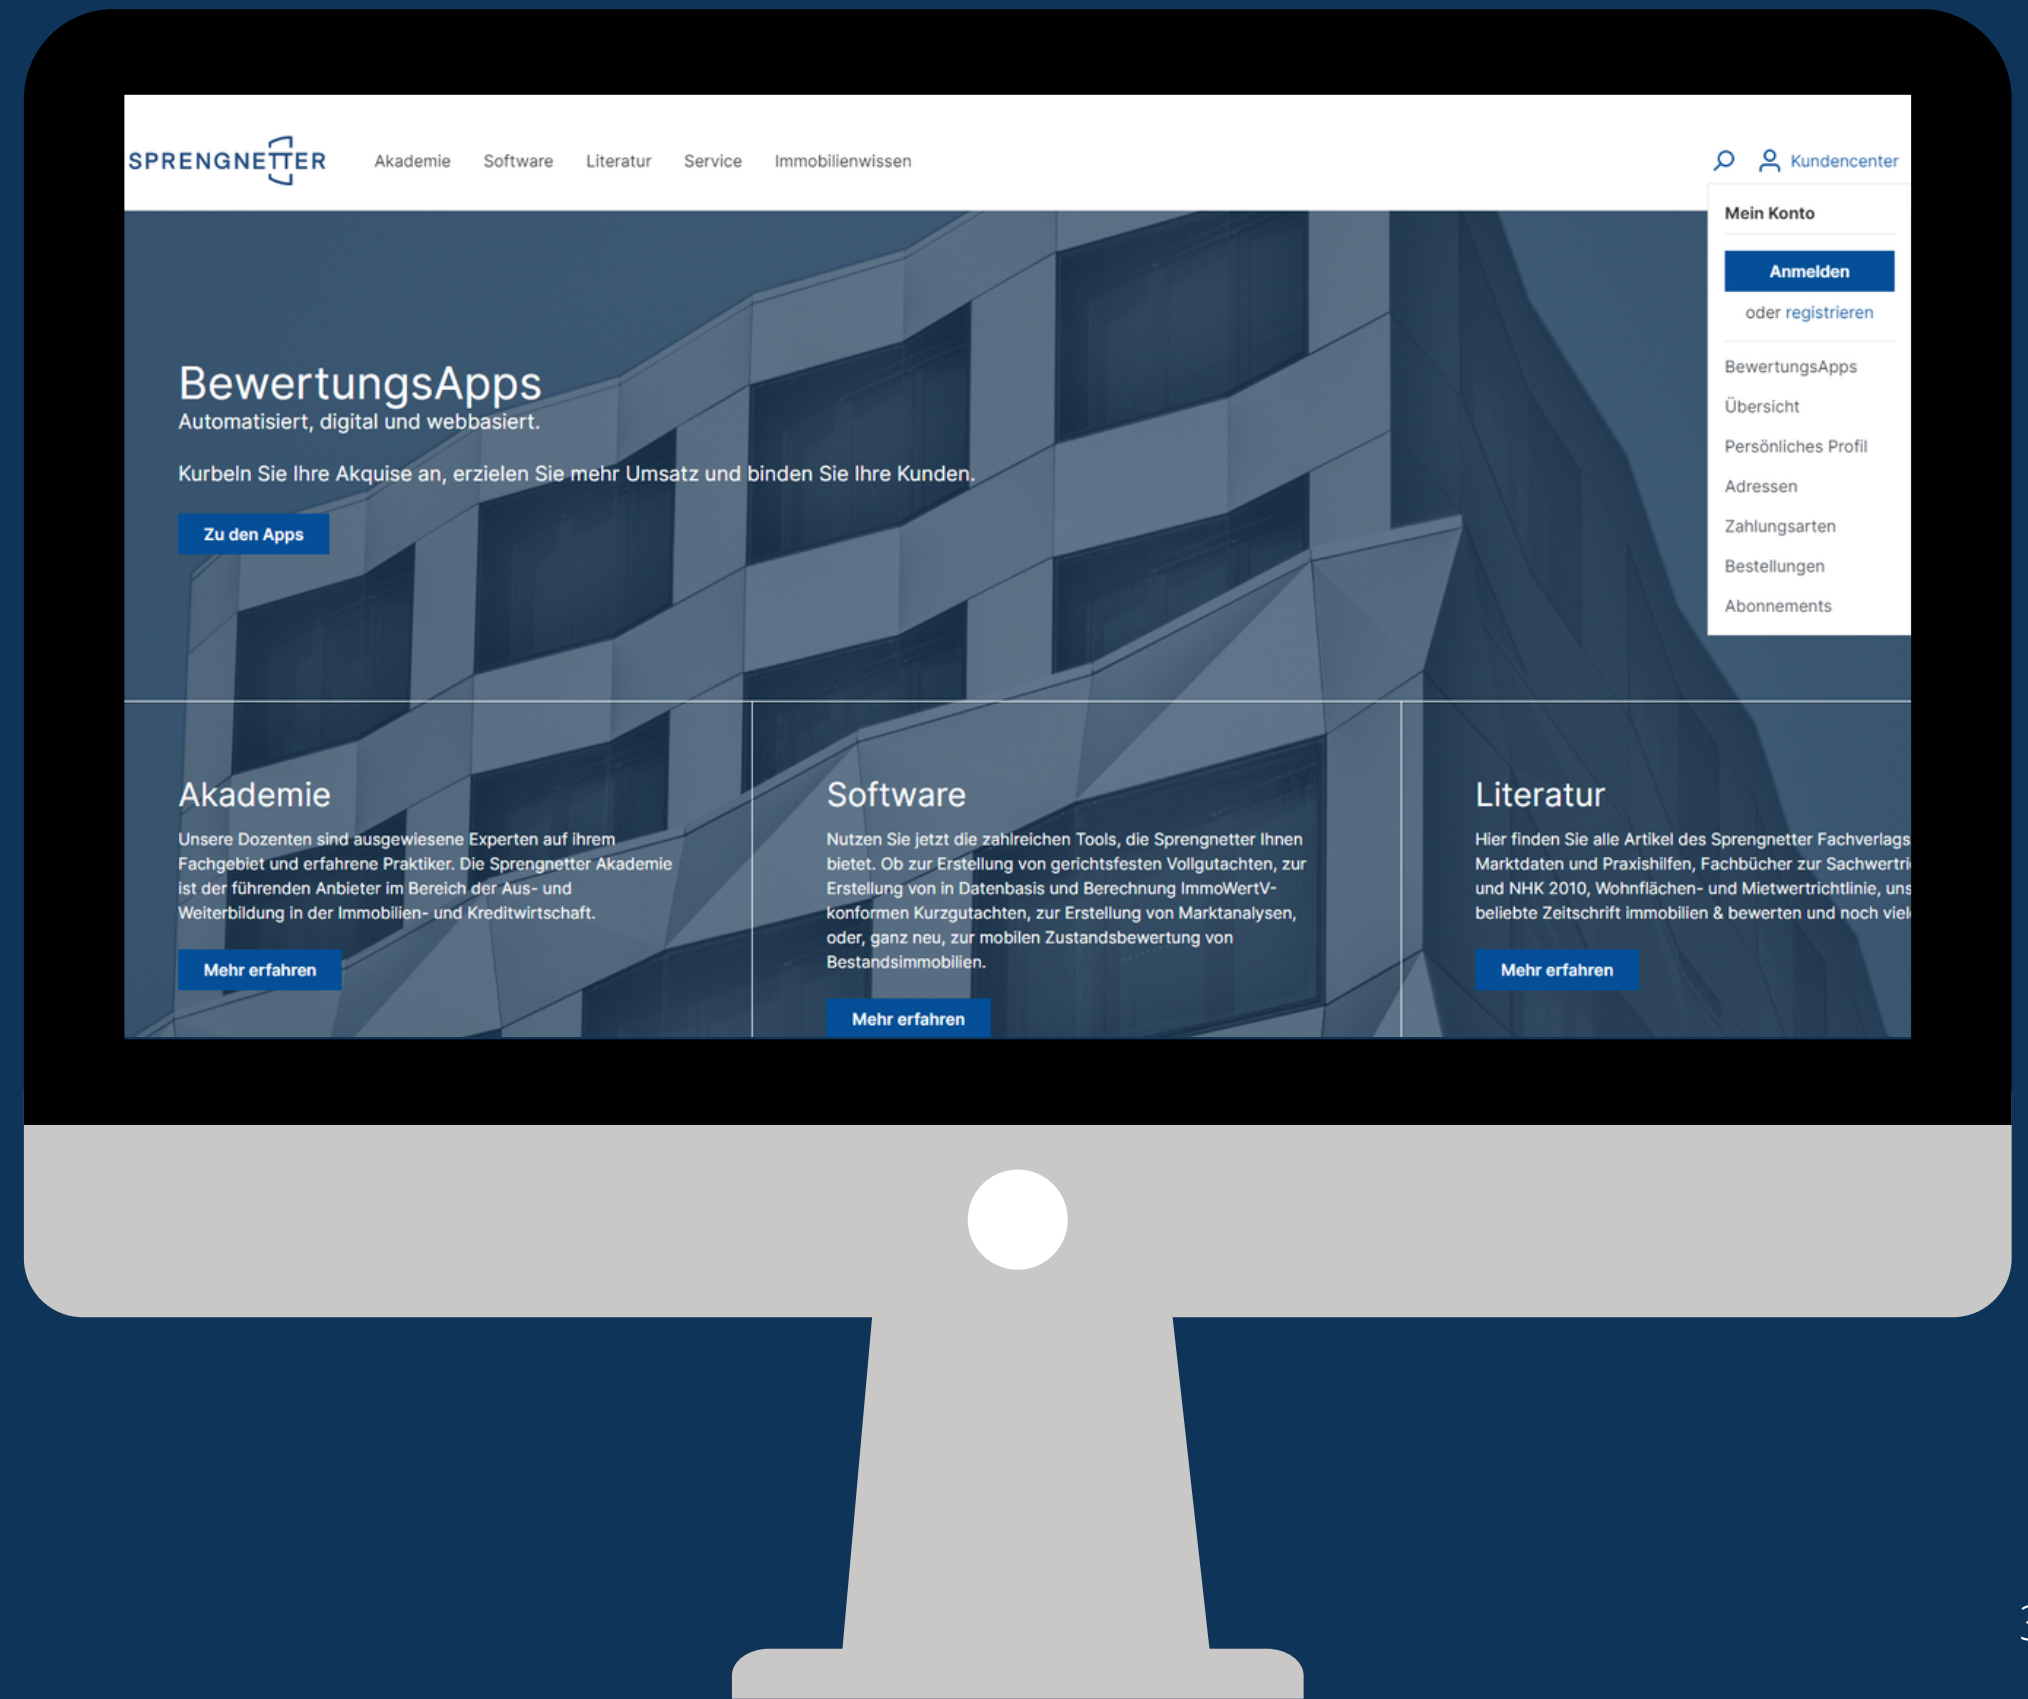 SPRENGNETTER
Akademie Software Literatur Service Immobilienwissen
Kundencenter
Mein Konto
Anmelden
oder registrieren
BewertungsApps
Übersicht
Persönliches Profil
Adressen
Zahlungsarten
Bestellungen
Abonnements
BewertungsApps
Automatisiert, digital und webbasiert.
Kurbeln Sie Ihre Akquise an, erzielen Sie mehr Umsatz und binden Sie Ihre Kunden.
Zu den Apps
Akademie
Unsere Dozenten sind ausgewiesene Experten auf ihrem
Fachgebiet und erfahrene Praktiker. Die Sprengnetter Akademie
ist der führenden Anbieter im Bereich der Aus- und
Weiterbildung in der Immobilien- und Kreditwirtschaft.
Mehr erfahren
Software
Nutzen Sie jetzt die zahlreichen Tools, die Sprengnetter Ihnen
bietet. Ob zur Erstellung von gerichtsfesten Vollgutachten, zur
Erstellung von in Datenbasis und Berechnung ImmoWertV-
konformen Kurzgutachten, zur Erstellung von Marktanalysen,
oder, ganz neu, zur mobilen Zustandsbewertung von
Bestandsimmobilien.
Mehr erfahren
Literatur
Hier finden Sie alle Artikel des Sprengnetter Fachverlags
Marktdaten und Praxishilfen, Fachbücher zur Sachwertri
und NHK 2010, Wohnflächen- und Mietwertrichtlinie, uns
beliebte Zeitschrift immobilien & bewerten und noch viel
Mehr erfahren